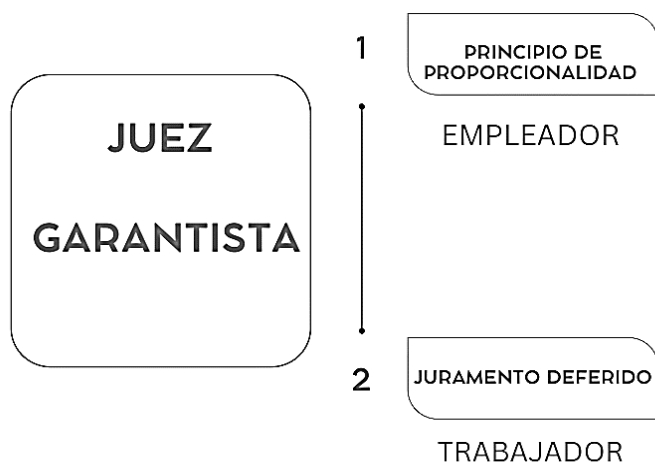 JUEZ
GARANTISTA
1
PRINCIPIO DE
PROPORCIONALIDAD
EMPLEADOR
2
JURAMENTO DEFERIDO
TRABAJADOR